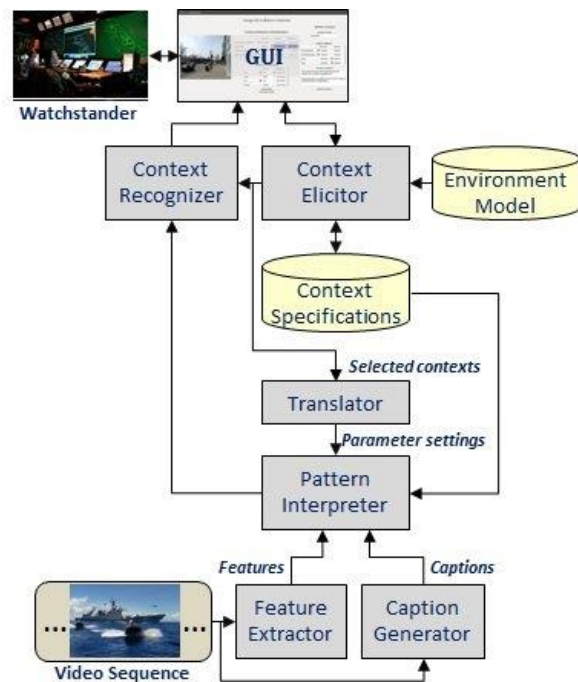 GUI
Watchstander
Context
Recognizer
Context
Elicitor
Environment
Model
Context
Specifications
Selected contexts
Translator
Parameter settings
Pattern
Interpreter
Features
Captions
...
...
Feature
Extractor
Caption
Generator
Video Sequence